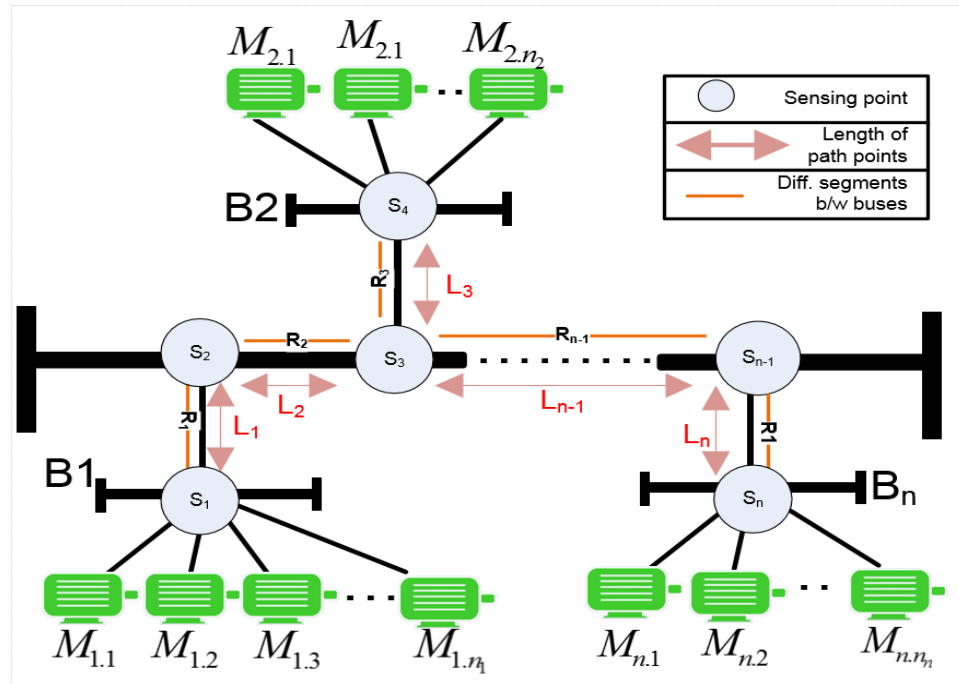 M₂.₁ M₂.₁ M₂.ₙ₂
Sensing point
Length of
path points
Diff. segments
b/w buses
B2
S₄
R₃
L₃
S₂
R₂
S₃
Rₙ₋₁
Sₙ₋₁
L₂
Lₙ₋₁
R₁
L₁
Lₙ
R1
B1
S₁
Sₙ
Bₙ
M₁.₁ M₁.₂ M₁.₃ M₁.ₙ₁
Mₙ.₁ Mₙ.₂ Mₙ.ₙₙ